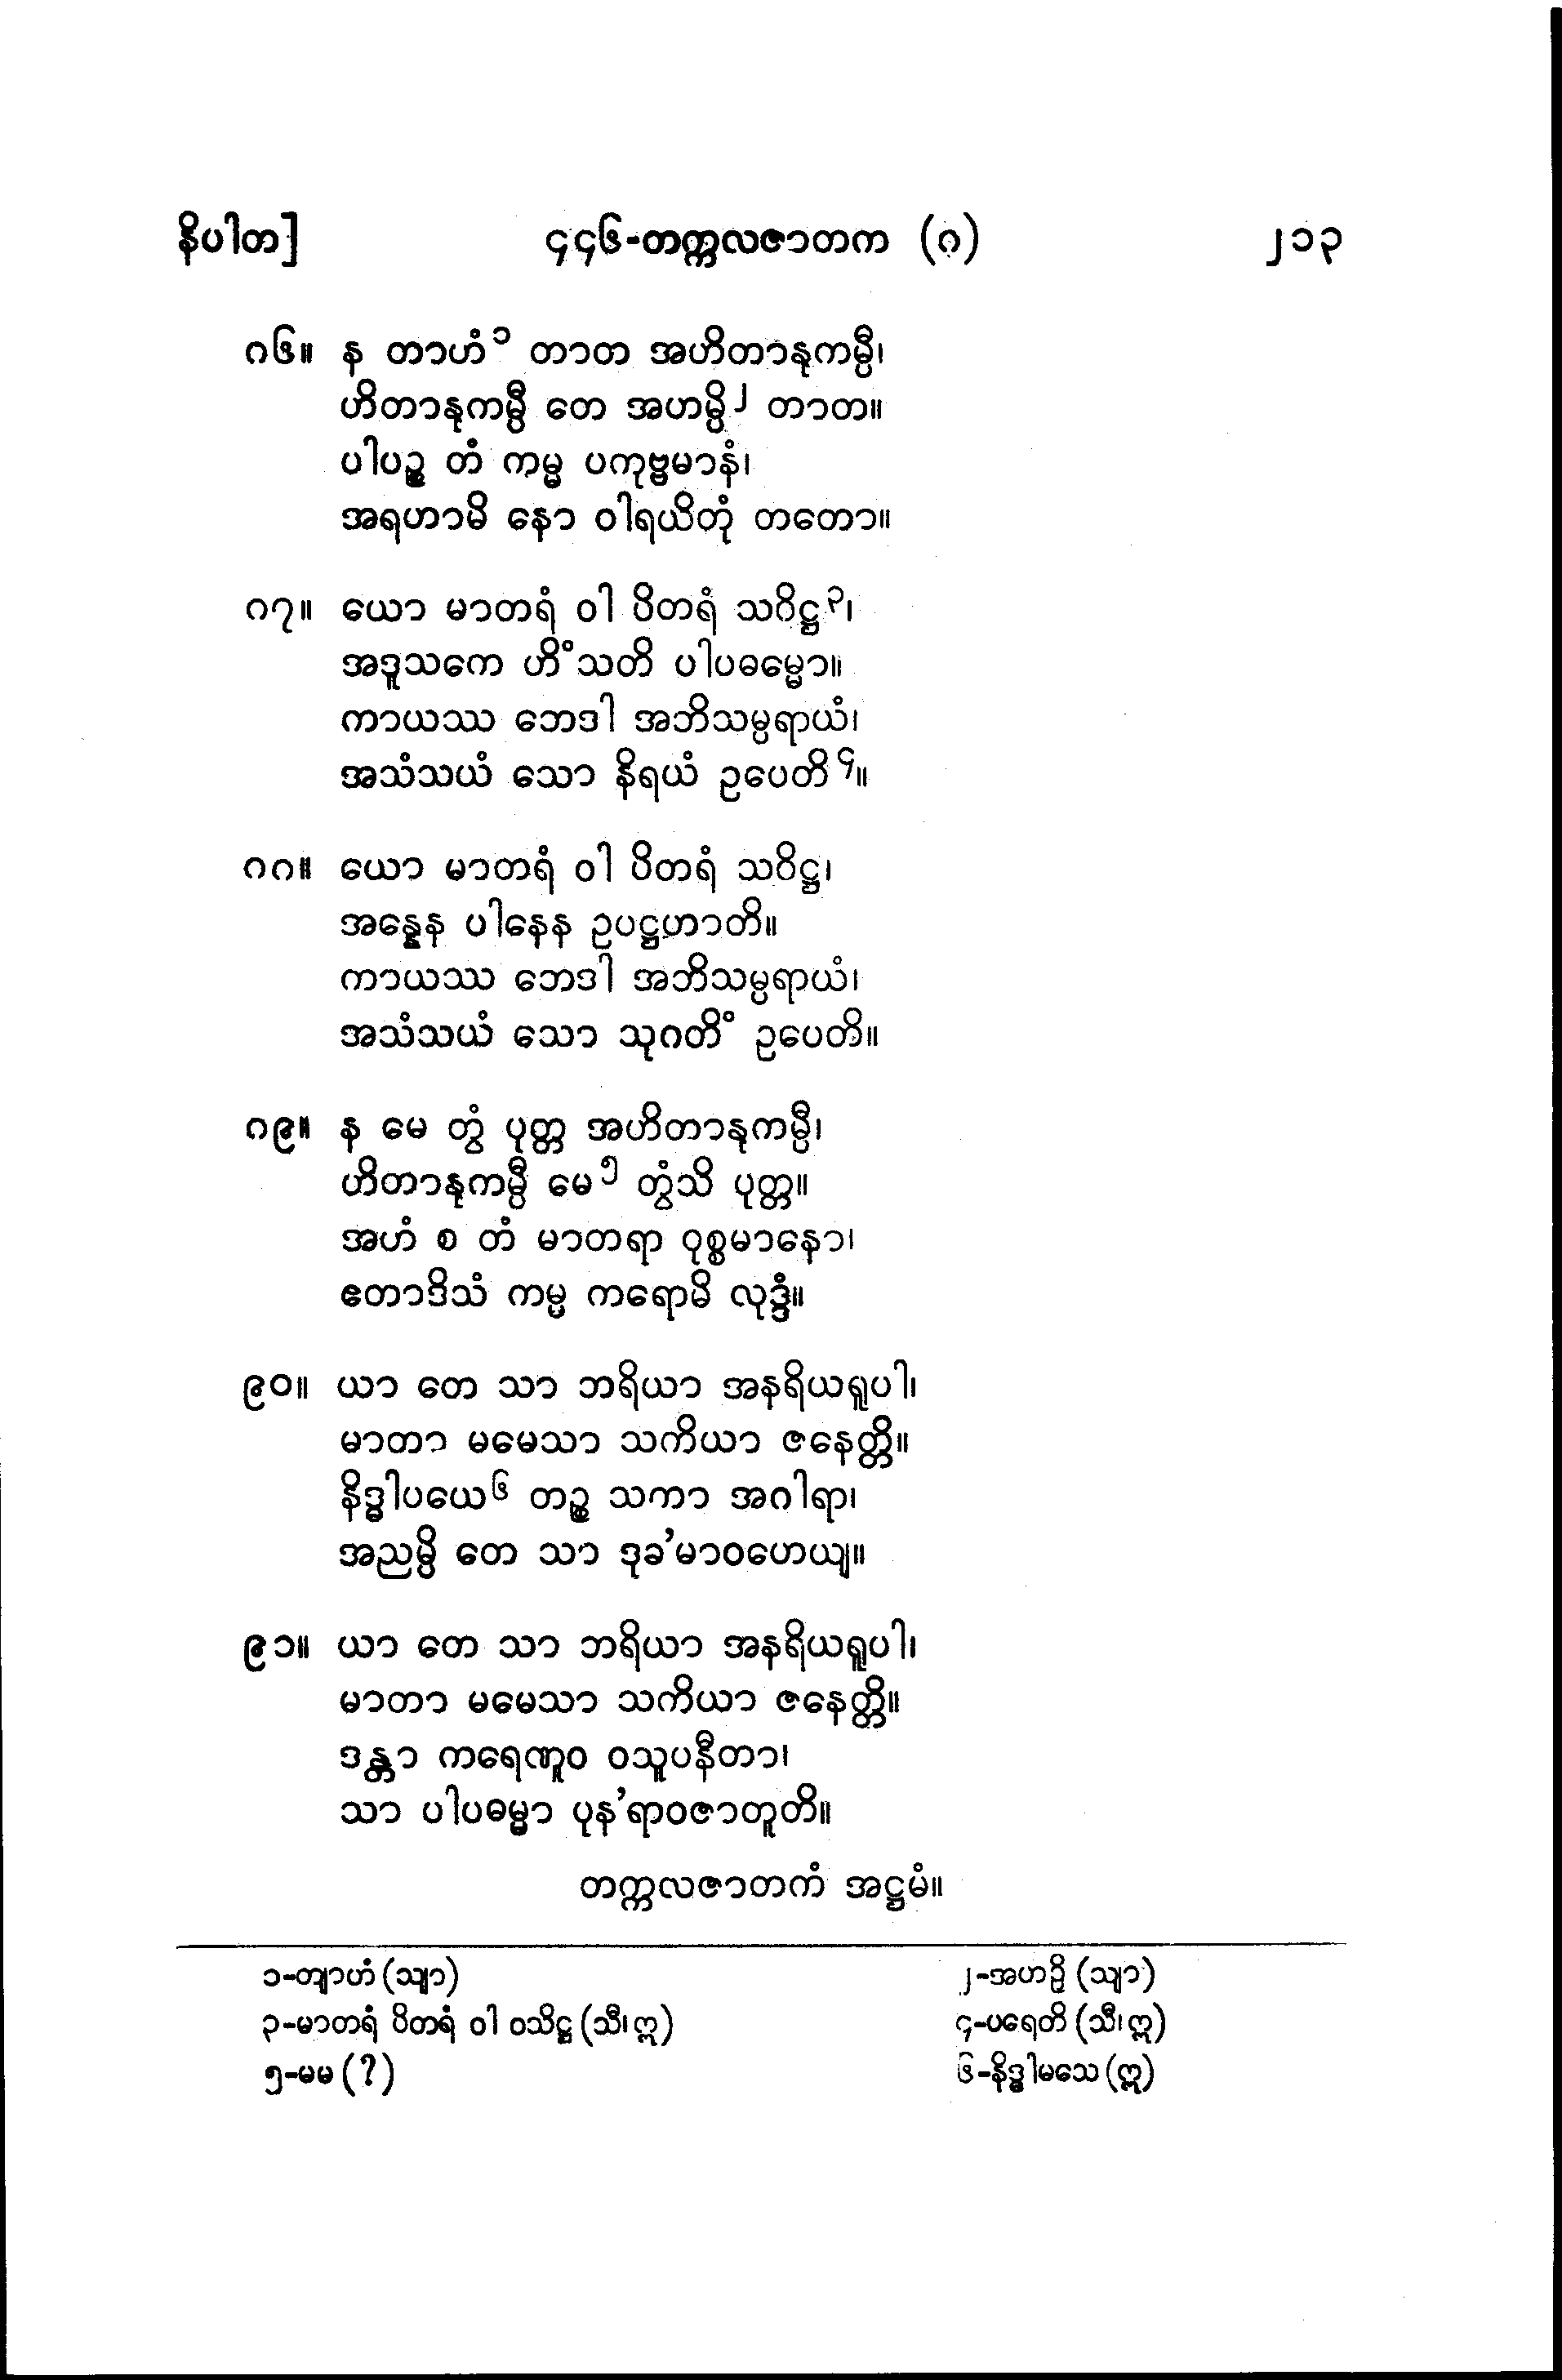 နိပါတ]	၄၄၆-တက္ကလဇာတက (၈)	၂၁၃
၈၆။ န တာဟံ၁ တာတ အဟိတာနုကမ္ပီ၊
ဟိတာနုကမ္ပီ တေ အဟမ္ပိ၂ တာတ။
ပါပဉ္စ တံ ကမ္မ ပကုဗ္ဗမာနံ၊
အရဟာမိ နော ဝါရယိတုံ တတော။
၈၇။ ယော မာတရံ ဝါ ပိတရံ သဝိဋ္ဌ၃၊
အဒူသကေ ဟိံသတိ ပါပဓမ္မော။
ကာယဿ ဘေဒါ အဘိသမ္ပရာယံ၊
အသံသယံ သော နိရယံ ဥပေတိ၄။
၈၈။ ယော မာတရံ ဝါ ပိတရံ သဝိဋ္ဌ၊
အန္နေန ပါနေန ဥပဋ္ဌဟာတိ။
ကာယဿ ဘေဒါ အဘိသမ္ပရာယံ၊
အသံသယံ သော သုဂတိံ ဥပေတိ။
၈၉။ န မေ တွံ ပုတ္တ အဟိတာနုကမ္ပီ၊
ဟိတာနုကမ္ပီ မေ၅ တွံသိ ပုတ္တ။
အဟံ စ တံ မာတရာ ဝုစ္စမာနော၊
ဧတာဒိသံ ကမ္မ ကရောမိ လုဒ္ဒံ။
၉၀။ ယာ တေ သာ ဘရိယာ အနရိယရူပါ၊
မာတာ မမေသာ သကိယာ ဇနေတ္တိ။
နိဒ္ဓါပယေ၆ တဉ္စ သကာ အဂါရာ၊
အညမ္ပိ တေ သာ ဒုခ’မာဝဟေယျ။
၉၁။ ယာ တေ သာ ဘရိယာ အနရိယရူပါ၊
မာတာ မမေသာ သကိယာ ဇနေတ္တိ။
ဒန္တာ ကရေဏူဝ ဝသူပနီတာ၊
သာ ပါပဓမ္မာ ပုန’ရာဝဇာတူတိ။
တက္ကလဇာတကံ အဋ္ဌမံ။
၁-တျာဟံ (သျာ)	၂-အဟဉ္ဒိ (သျာ)
၃-မာတရံ ပိတရံ ဝါ ဝသိဋ္ဌ (သီ၊ ဣ)	၄-ပရေတိ (သီ၊ ဣ)
၅-မမ (?)	၆-နိဒ္ဓါမသေ (ဣ)